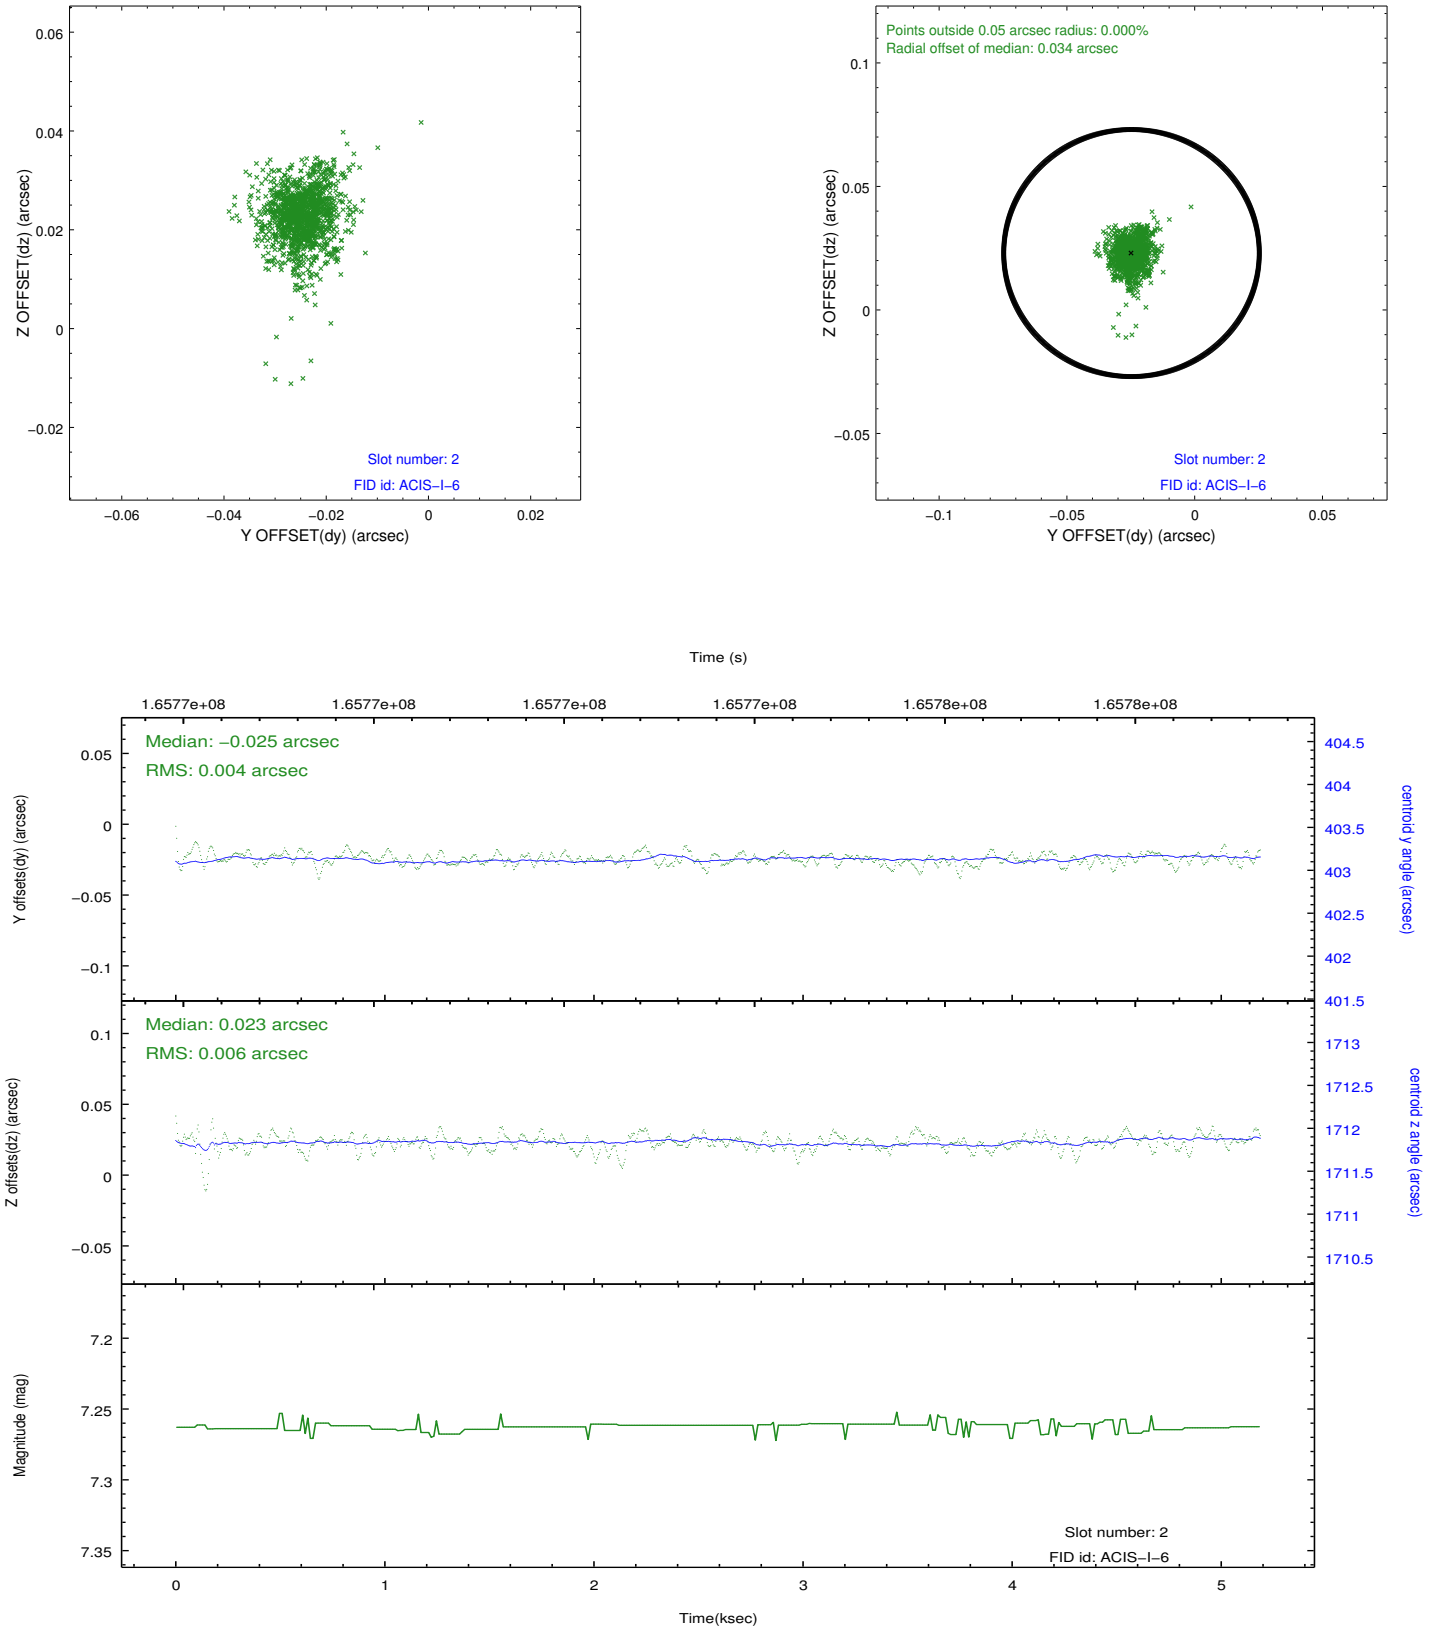 0.06
0.04
0.02
0
−0.02
Z OFFSET(dz) (arcsec)
−0.06
−0.04
−0.02
0
0.02
Y OFFSET(dy) (arcsec)
Slot number: 2
FID id: ACIS−I−6
Points outside 0.05 arcsec radius: 0.000%
Radial offset of median: 0.034 arcsec
0.1
0.05
0
−0.05
Z OFFSET(dz) (arcsec)
−0.1
−0.05
0
0.05
Y OFFSET(dy) (arcsec)
Slot number: 2
FID id: ACIS−I−6
Time (s)
1.6577e+08
1.6577e+08
1.6577e+08
1.6577e+08
1.6578e+08
1.6578e+08
Median: −0.025 arcsec
RMS: 0.004 arcsec
0.05
0
−0.05
−0.1
Y offsets(dy) (arcsec)
404.5
404
403.5
403
402.5
402
401.5
centroid y angle (arcsec)
Median: 0.023 arcsec
RMS: 0.006 arcsec
0.1
0.05
0
−0.05
Z offsets(dz) (arcsec)
1713
1712.5
1712
1711.5
1711
1710.5
centroid z angle (arcsec)
7.2
7.25
7.3
7.35
Magnitude (mag)
Slot number: 2
FID id: ACIS−I−6
0
1
2
3
4
5
Time(ksec)